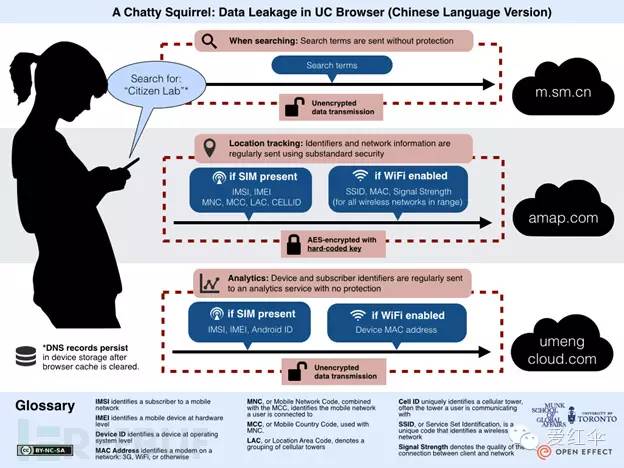 A Chatty Squirrel: Data Leakage in UC Browser (Chinese Language Version)
When searching: Search terms are sent without protection
Search for:
"Citizen Lab"*
Search terms
Unencrypted
data transmission
m.sm.cn
Location tracking: Identifiers and network information are
regularly sent using substandard security
if SIM present
IMSI, IMEI
MNC, MCC, LAC, CELLID
if WiFi enabled
SSID, MAC, Signal Strength
(for all wireless networks in range)
AES-encrypted with
hard-coded key
amap.com
Analytics: Device and subscriber identifiers are regularly sent
to an analytics service with no protection
if SIM present
IMSI, IMEI, Android ID
if WiFi enabled
Device MAC address
Unencrypted
data transmission
umeng
cloud.com
*DNS records persist
in device storage after
browser cache is cleared.
Glossary
BY-NC-SA
IMSI identifies a subscriber to a mobile
network
IMEI identifies a mobile device at hardware
level
Device ID identifies a device at operating
system level
MAC Address identifies a modem on a
network: 3G, WiFi, or otherwise
MNC, or Mobile Network Code, combined
with the MCC, identifies the mobile network
a user is connected to
MCC, or Mobile Country Code, used with
MNC.
LAC, or Location Area Code, denotes a
grouping of cellular towers
Cell ID uniquely identifies a cellular tower,
often the tower a user is communicating
with
SSID, or Service Set Identification, is a
unique code that identifies a wireless
network
Signal Strength denotes the quality of the
connection between client and network
MUNK
SCHOOL
OF
GLOBAL
AFFAIRS
UNIVERSITY OF
TORONTO
OPEN EFFECT
爱红伞